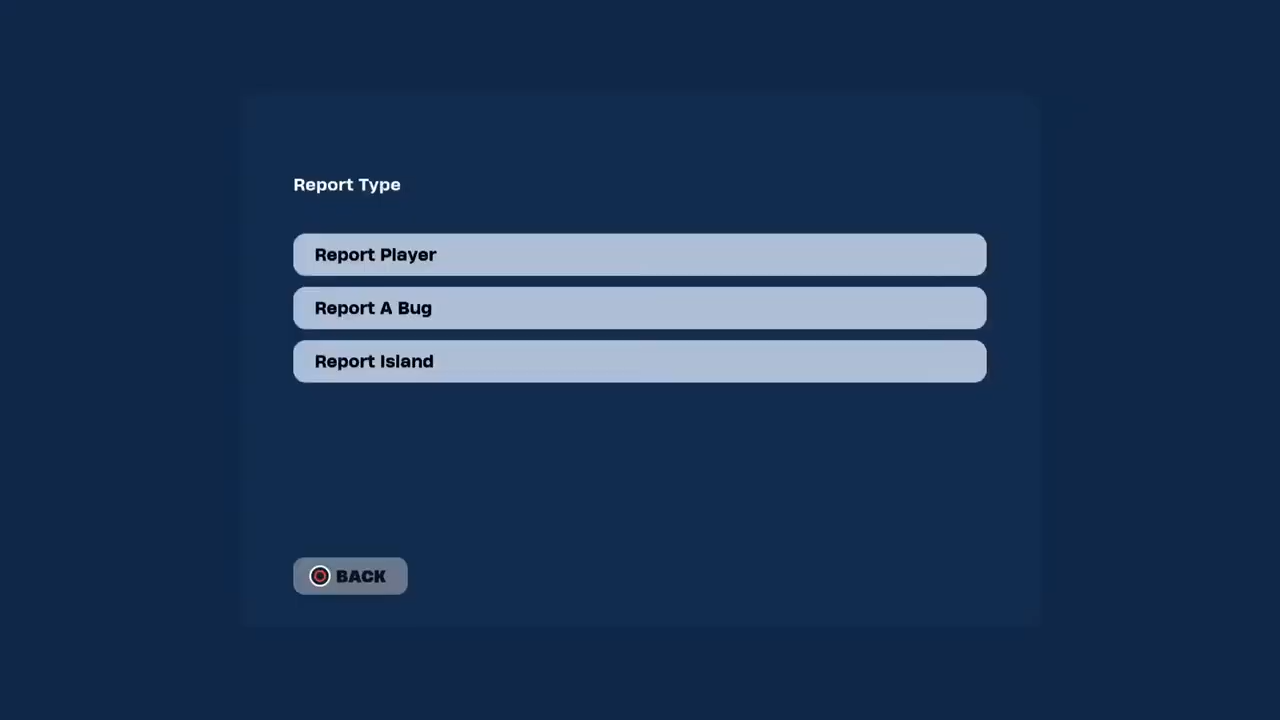 Report Type
Report Player
Report A Bug
Report Island
BACK